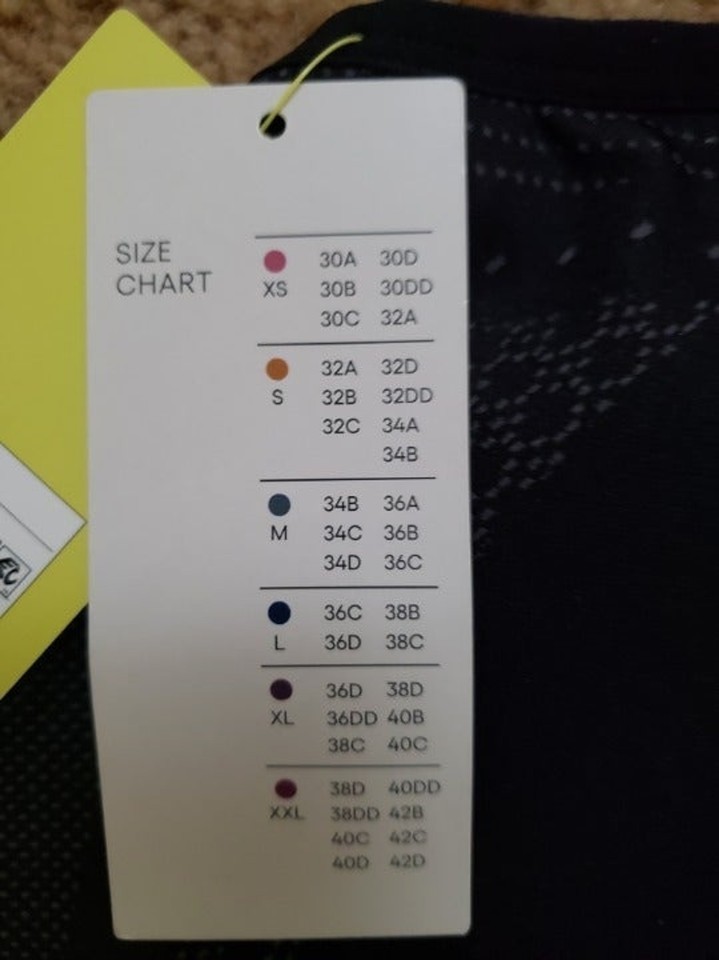 SIZE
CHART
XS
30A 30D
30B 30DD
30C 32A
S
32A 32D
32B 32DD
32C 34A
34B
M
34B 36A
34C 36B
34D 36C
L
36C 38B
36D 38C
XL
36D 38D
36DD 40B
38C 40C
XXL
38D 40DD
38DD 42B
40C 42C
40D 42D